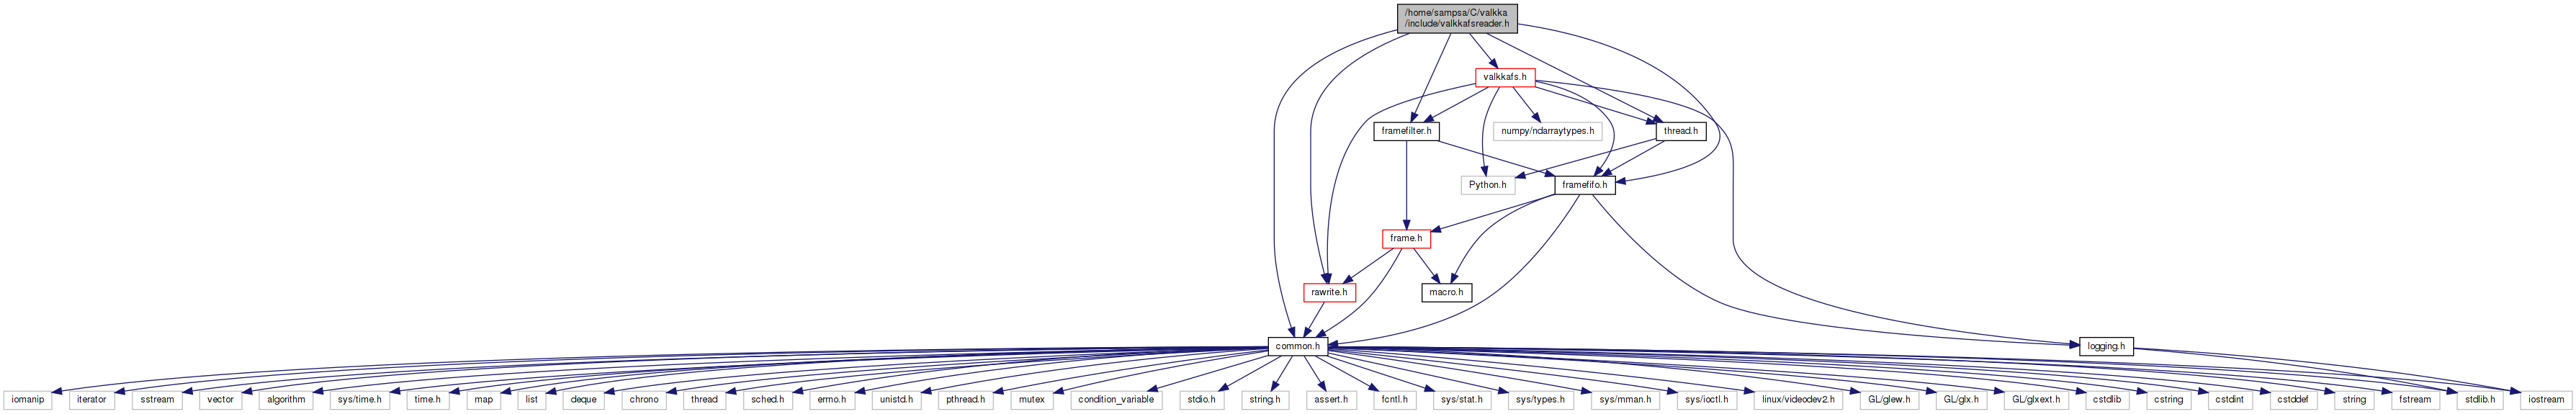 /home/sampsa/C/valkka
/include/valkkafsreader.h
valkkafs.h
framefilter.h
numpy/ndarraytypes.h
thread.h
Python.h
framefifo.h
frame.h
rawrite.h
macro.h
common.h
logging.h
iomanip
iterator
sstream
vector
algorithm
sys/time.h
time.h
map
list
deque
chrono
thread
sched.h
errno.h
unistd.h
pthread.h
mutex
condition_variable
stdio.h
string.h
assert.h
fcntl.h
sys/stat.h
sys/types.h
sys/mman.h
sys/ioctl.h
linux/videodev2.h
GL/glew.h
GL/glx.h
GL/glxext.h
cstdlib
cstring
cstdint
cstddef
string
fstream
stdlib.h
iostream